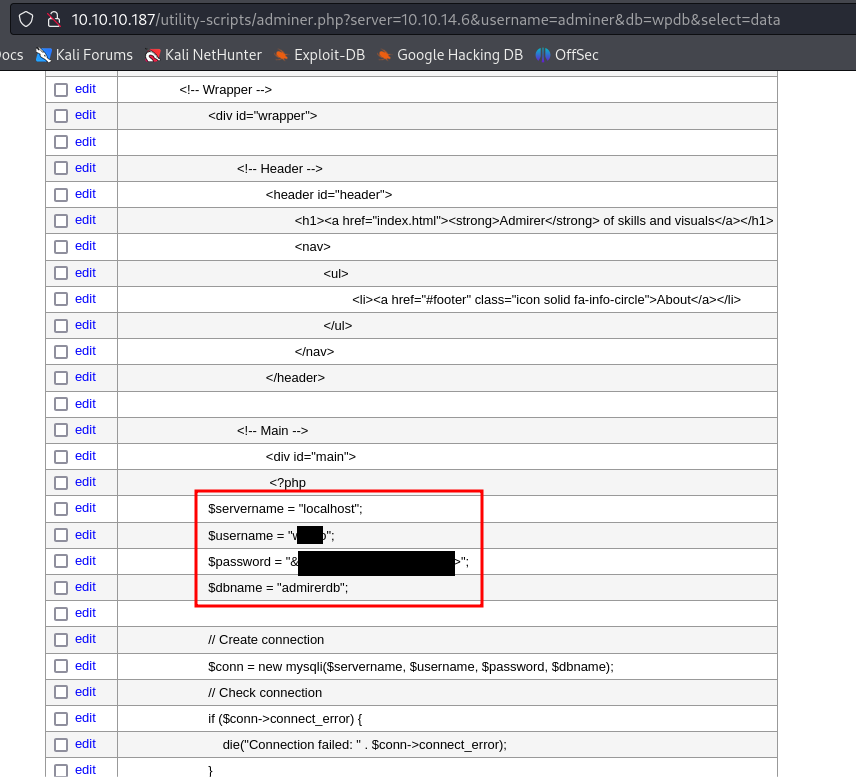 10.10.10.187/utility-scripts/adminer.php?server=10.10.14.6&username=adminer&db=wpdb&select=data
ocs Kali Forums Kali NetHunter Exploit-DB Google Hacking DB OffSec
edit <!-- Wrapper -->
edit <div id="wrapper">
edit
edit <!-- Header -->
edit <header id="header">
edit <h1><a href="index.html"><strong>Admirer</strong> of skills and visuals</a></h1>
edit <nav>
edit <ul>
edit <li><a href="#footer" class="icon solid fa-info-circle">About</a></li>
edit </ul>
edit </nav>
edit </header>
edit
edit <!-- Main -->
edit <div id="main">
edit <?php
edit $servername = "localhost";
edit $username = "
edit $password = "& >";
edit $dbname = "admirerdb";
edit
edit // Create connection
edit $conn = new mysqli($servername, $username, $password, $dbname);
edit // Check connection
edit if ($conn->connect_error) {
edit die("Connection failed: " . $conn->connect_error);
edit }